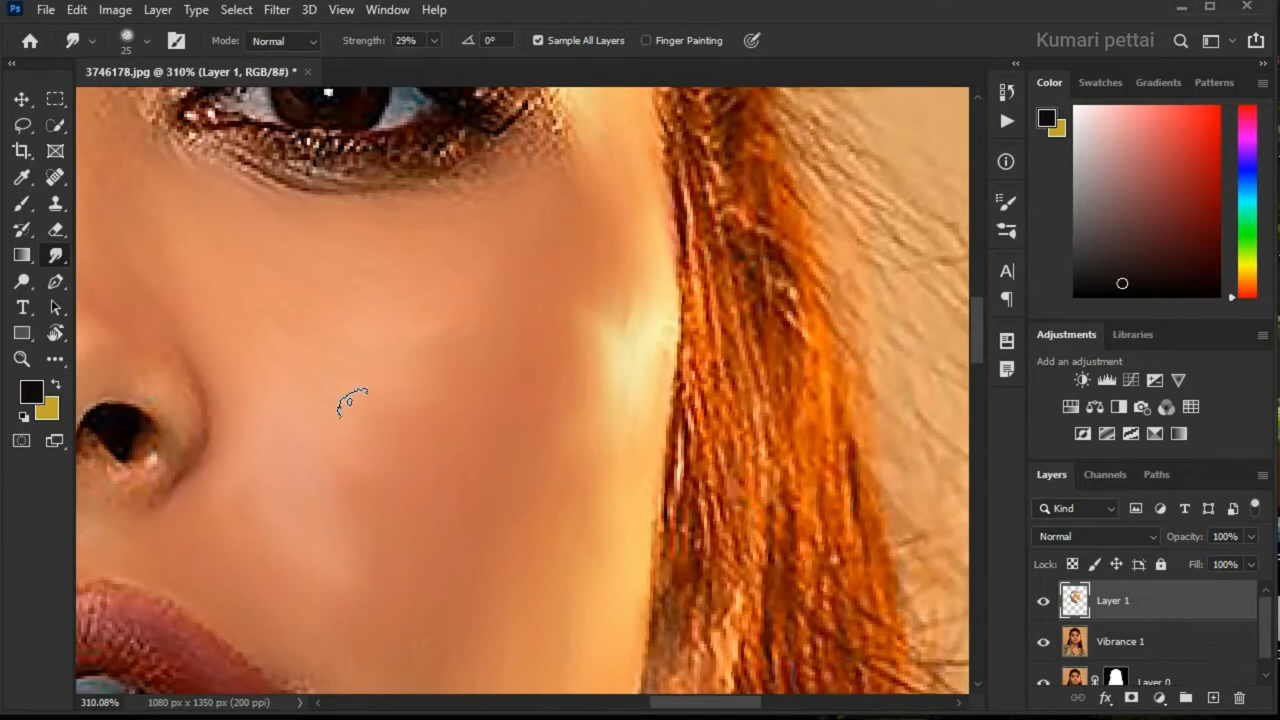 Ps File Edit Image Layer Type Select Filter 3D View Window Help
25 Mode: Normal Strength: 29% 0° Sample All Layers Finger Painting Kumari pettai
3746178.jpg @ 310% (Layer 1, RGB/8#) *
Color Swatches Gradients Patterns
Adjustments Libraries
Add an adjustment
Layers Channels Paths
Kind
Normal Opacity: 100%
Lock: Fill: 100%
Layer 1
Vibrance 1
Layer 0
310.08% 1080 px x 1350 px (200 ppi)